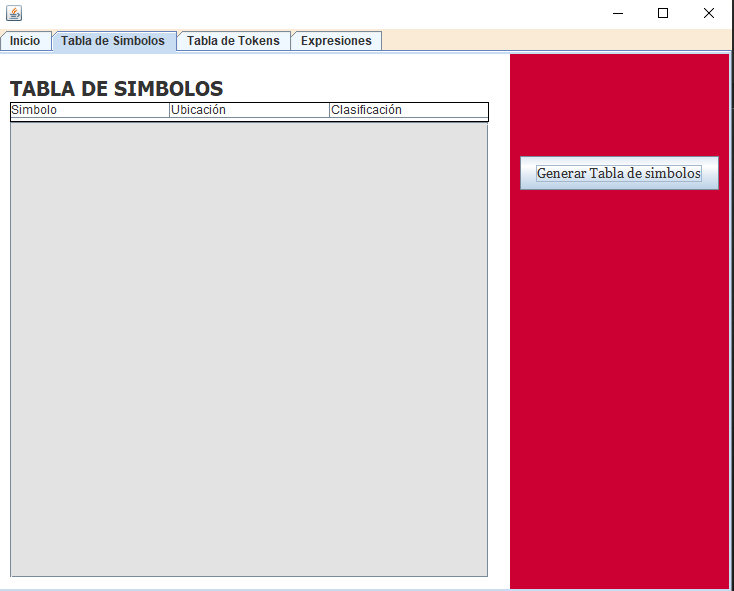 Inicio Tabla de Simbolos Tabla de Tokens Expresiones
TABLA DE SIMBOLOS
Simbolo Ubicación Clasificación
Generar Tabla de simbolos